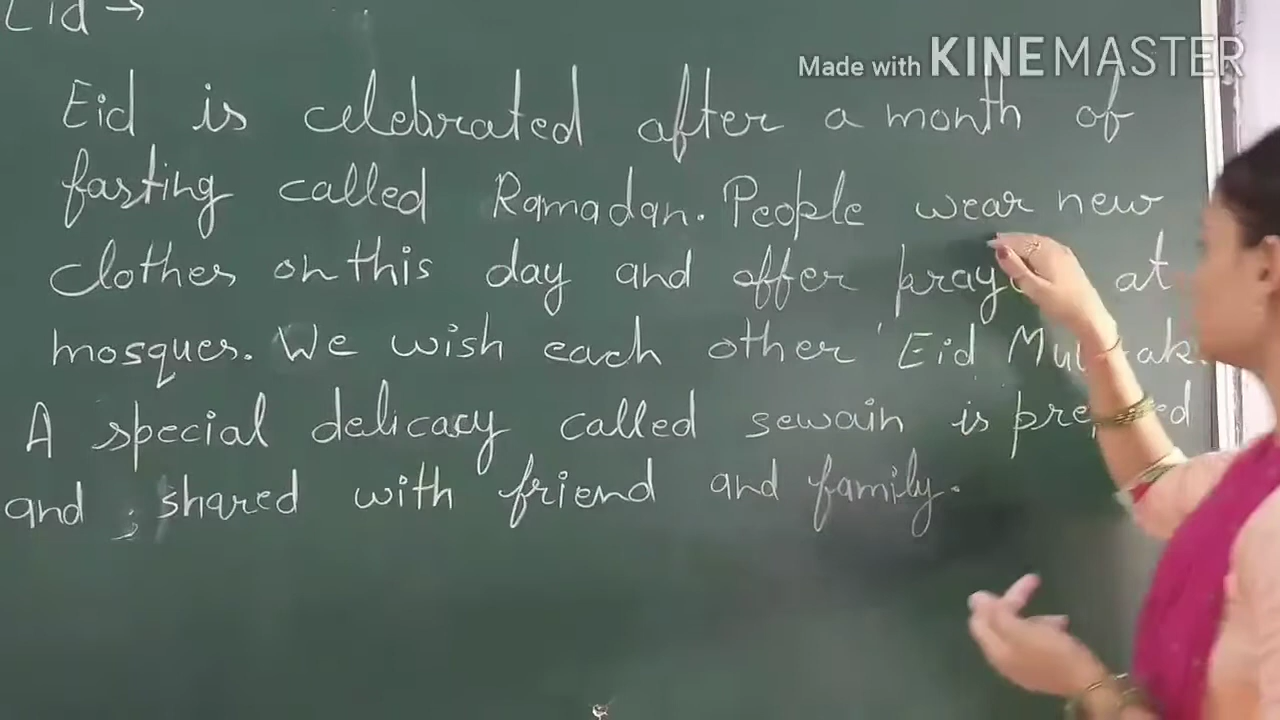 Eid →
Made with KINEMASTER
Eid is celebrated after a month of
fasting called Ramadan. People wear new
clothes on this day and offer at
mosques. We wish each other 'Eid
A special delicacy called sewain is
and shared with friend and family.